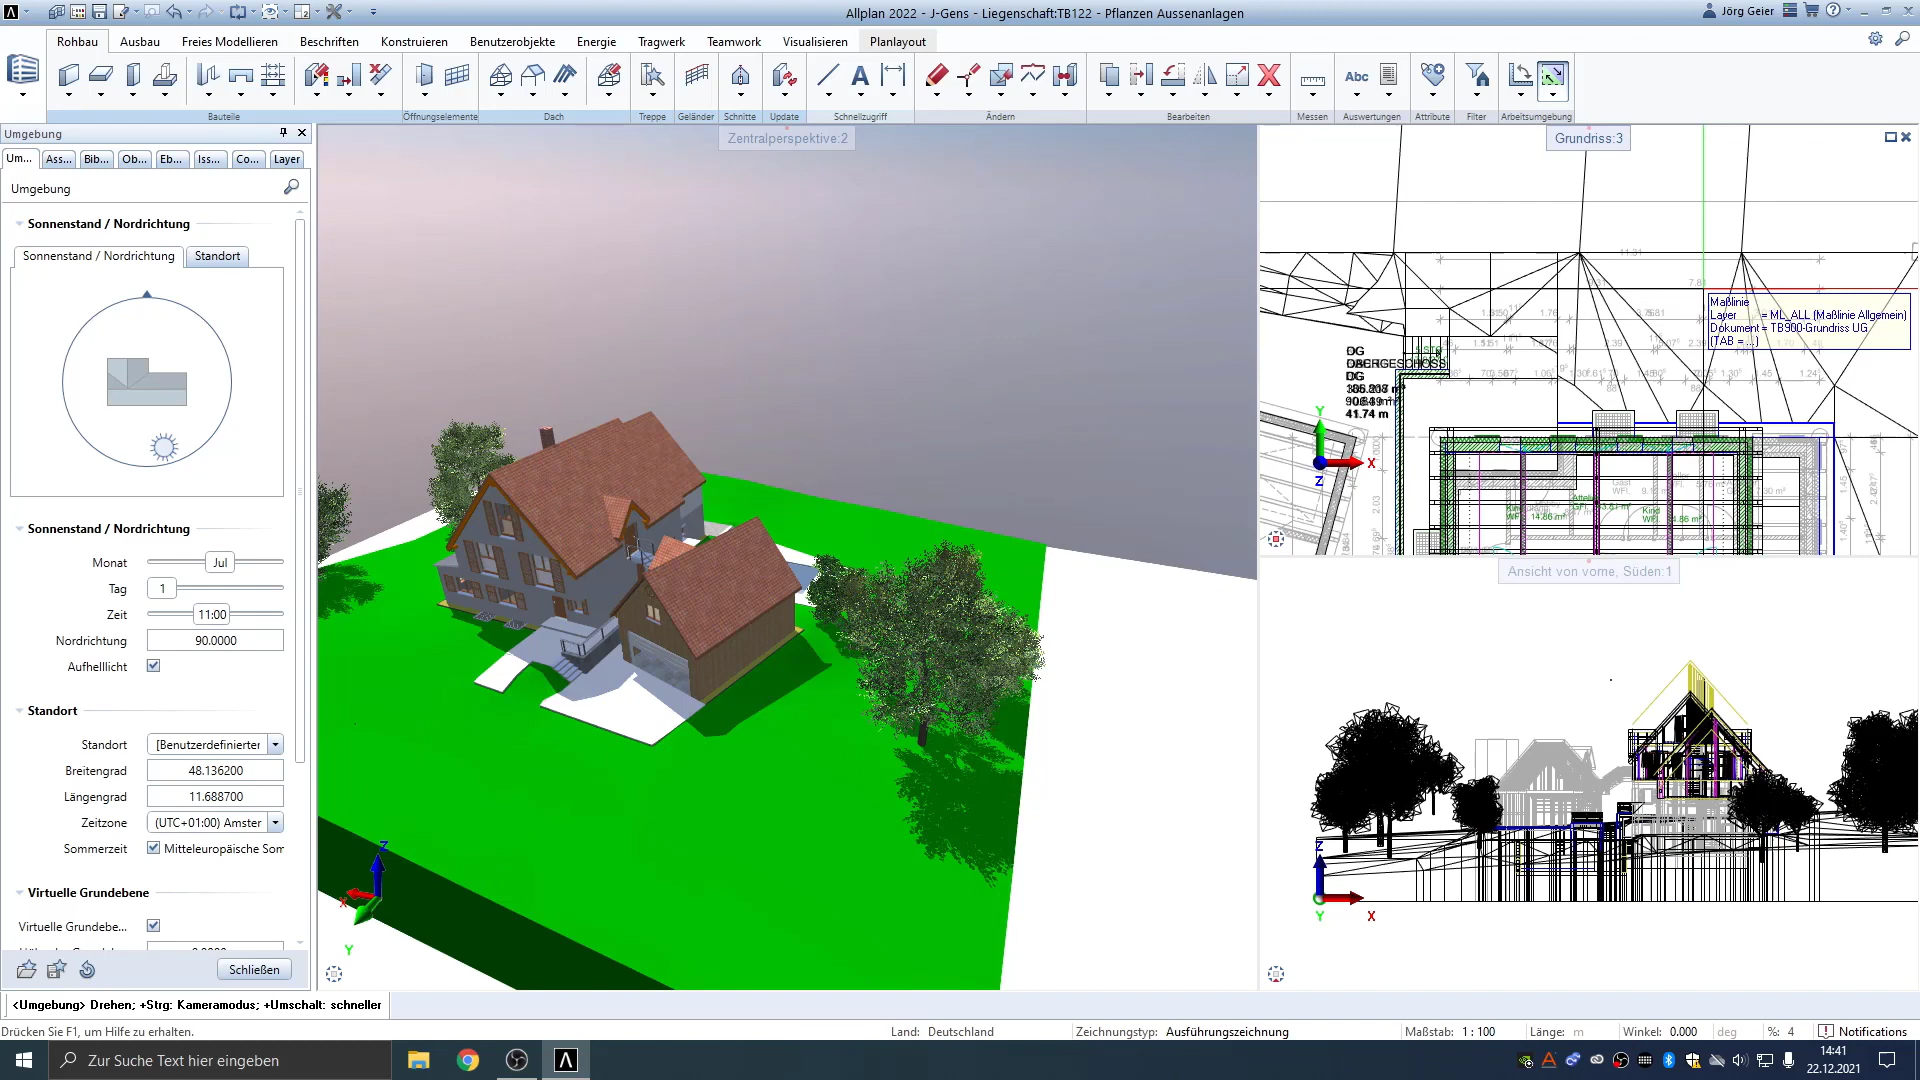 Allplan 2022 - J-Gens - Liegenschaft:TB122 - Pflanzen Aussenanlagen
Jörg Geier
Rohbau
Ausbau
Freies Modellieren
Beschriften
Konstruieren
Benutzerobjekte
Energie
Tragwerk
Teamwork
Visualisieren
Planlayout
Abc
Bauteile
Öffnungselemente
Dach
Treppe
Geländer
Schnitte
Update
Schnellzugriff
Ändern
Bearbeiten
Messen
Auswertungen
Attribute
Filter
Arbeitsumgebung
Umgebung
Um...
Ass...
Bib...
Ob...
Eb...
Iss...
Co...
Layer
Umgebung
Sonnenstand / Nordrichtung
Sonnenstand / Nordrichtung
Standort
Sonnenstand / Nordrichtung
Monat
Jul
Tag
1
Zeit
11:00
Nordrichtung
90.0000
Aufhelllicht
Standort
Standort
[Benutzerdefinierter
Breitengrad
48.136200
Längengrad
11.688700
Zeitzone
(UTC+01:00) Amster
Sommerzeit
Mitteleuropäische Som
Virtuelle Grundebene
Virtuelle Grundebe...
Schließen
Zentralperspektive:2
Z
X
Y
Grundriss:3
11.31
7.81
Maßlinie
Layer = ML_ALL (Maßlinie Allgemein)
Dokument = TB900-Grundriss UG
(TAB = ...)
DG
OBERGESCHOSS
DG
41.74 m
Y
X
Z
Ansicht von vorne, Süden:1
Z
Y
X
<Umgebung> Drehen; +Strg: Kameramodus; +Umschalt: schneller
Drücken Sie F1, um Hilfe zu erhalten.
Land: Deutschland
Zeichnungstyp: Ausführungszeichnung
Maßstab: 1 : 100
Länge: m
Winkel: 0.000
deg
%: 4
Notifications
Zur Suche Text hier eingeben
14:41
22.12.2021